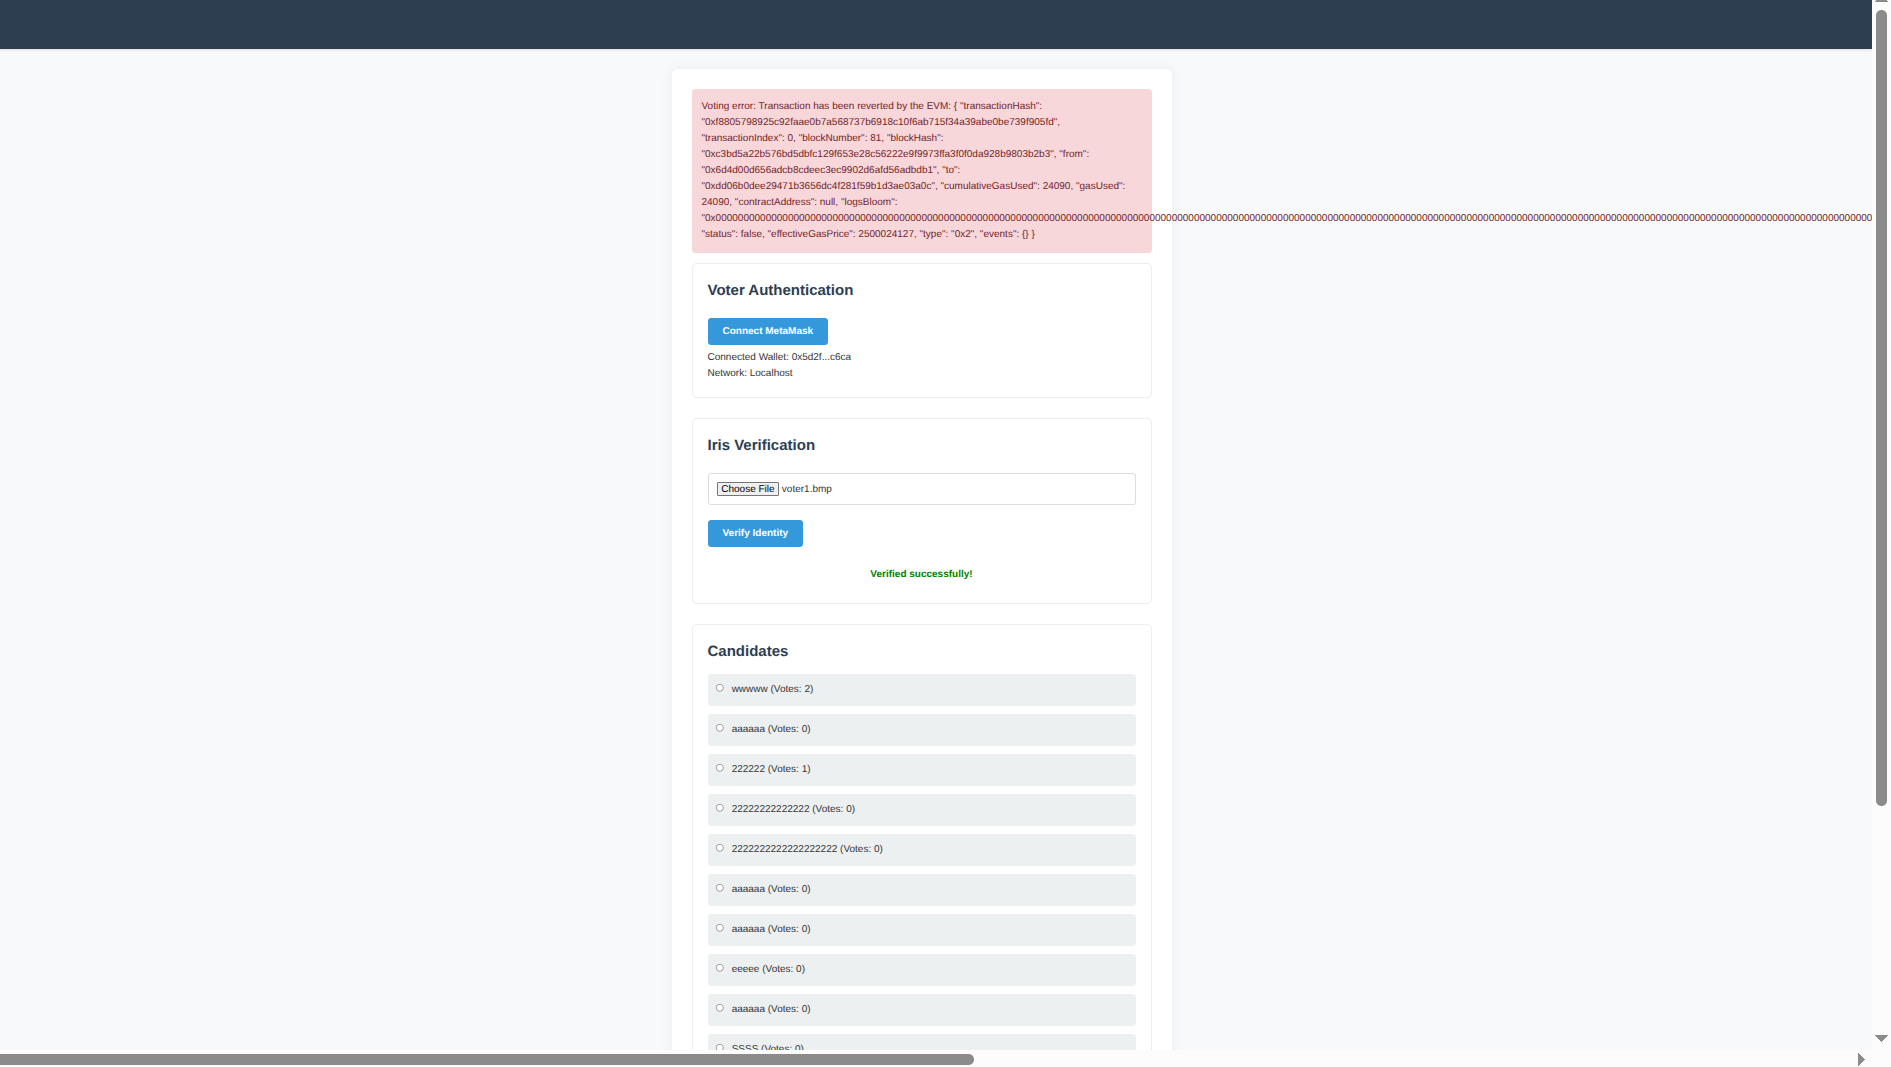 Voting error: Transaction has been reverted by the EVM: { "transactionHash":
"0xf8805798925c92faae0b7a568737b6918c10f6ab715f34a39abe0be739f905fd",
"transactionIndex": 0, "blockNumber": 81, "blockHash":
"0xc3bd5a22b576bd5dbfc129f653e28c56222e9f9973ffa3f0f0da928b9803b2b3", "from":
"0x6d4d00d656adcb8cdeec3ec9902d6afd56adbdb1", "to":
"0xdd06b0dee29471b3656dc4f281f59b1d3ae03a0c", "cumulativeGasUsed": 24090, "gasUsed":
24090, "contractAddress": null, "logsBloom":
"status": false, "effectiveGasPrice": 2500024127, "type": "0x2", "events": {} }
Voter Authentication
Connect MetaMask
Connected Wallet: 0x5d2f...c6ca
Network: Localhost
Iris Verification
Choose File voter1.bmp
Verify Identity
Verified successfully!
Candidates
wwwww (Votes: 2)
aaaaaa (Votes: 0)
222222 (Votes: 1)
22222222222222 (Votes: 0)
2222222222222222222 (Votes: 0)
aaaaaa (Votes: 0)
aaaaaa (Votes: 0)
eeeee (Votes: 0)
aaaaaa (Votes: 0)
SSSS (Votes: 0)